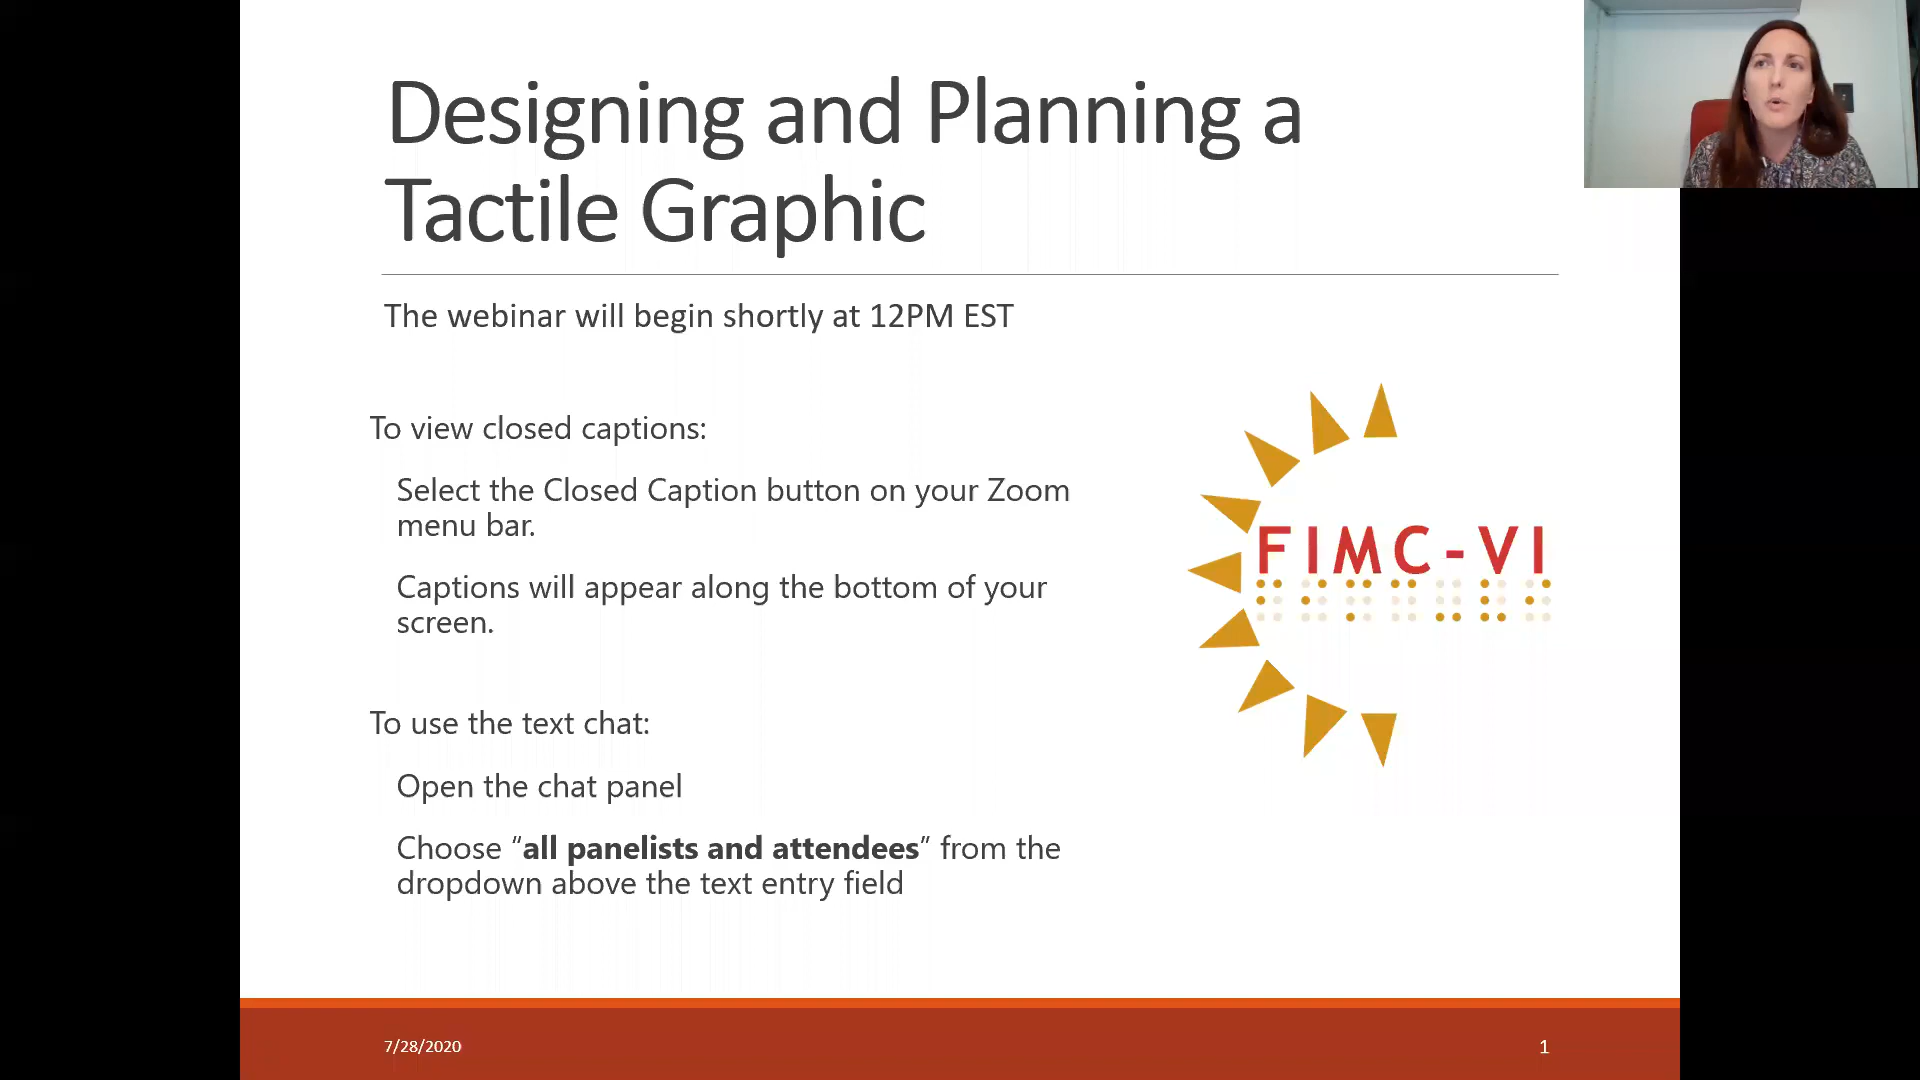 Designing and Planning a
Tactile Graphic
The webinar will begin shortly at 12PM EST
To view closed captions:
Select the Closed Caption button on your Zoom
menu bar.
Captions will appear along the bottom of your
screen.
To use the text chat:
Open the chat panel
Choose “all panelists and attendees” from the
dropdown above the text entry field
FIMC-VI
7/28/2020
1